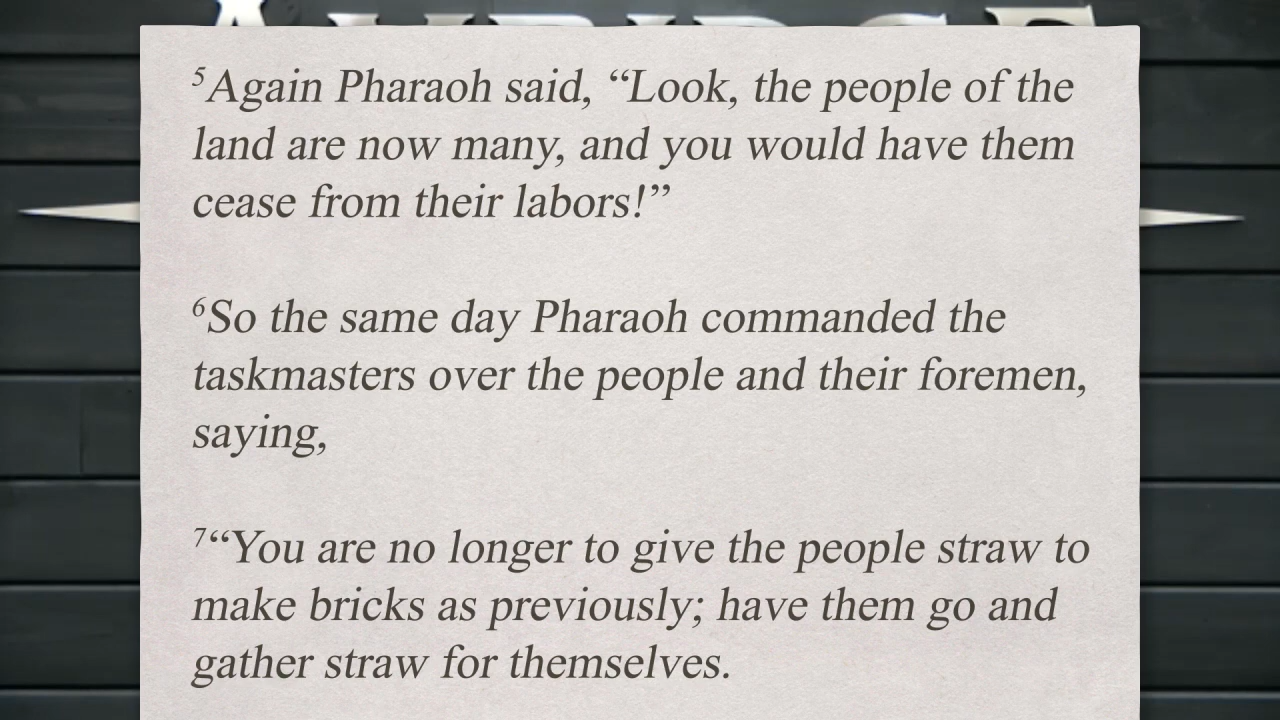 ⁵Again Pharaoh said, “Look, the people of the
land are now many, and you would have them
cease from their labors!”
⁶So the same day Pharaoh commanded the
taskmasters over the people and their foremen,
saying,
⁷“You are no longer to give the people straw to
make bricks as previously; have them go and
gather straw for themselves.